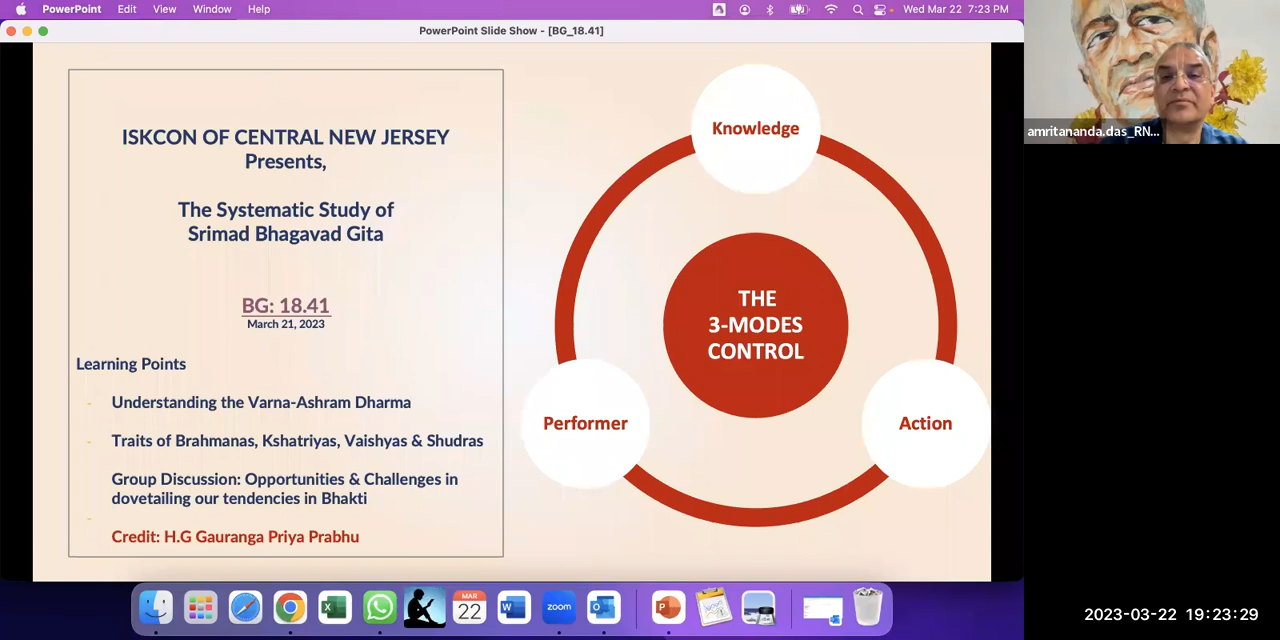 PowerPoint Edit View Window Help
Wed Mar 22 7:23 PM
PowerPoint Slide Show - [BG_18.41]
ISKCON OF CENTRAL NEW JERSEY
Presents,
The Systematic Study of
Srimad Bhagavad Gita
BG: 18.41
March 21, 2023
Learning Points
- Understanding the Varna-Ashram Dharma
- Traits of Brahmanas, Kshatriyas, Vaishyas & Shudras
Group Discussion: Opportunities & Challenges in
dovetailing our tendencies in Bhakti
-
Credit: H.G Gauranga Priya Prabhu
Knowledge
THE
3-MODES
CONTROL
Performer
Action
amritananda.das_RN...
MAR
22
zoom
2023-03-22 19:23:29